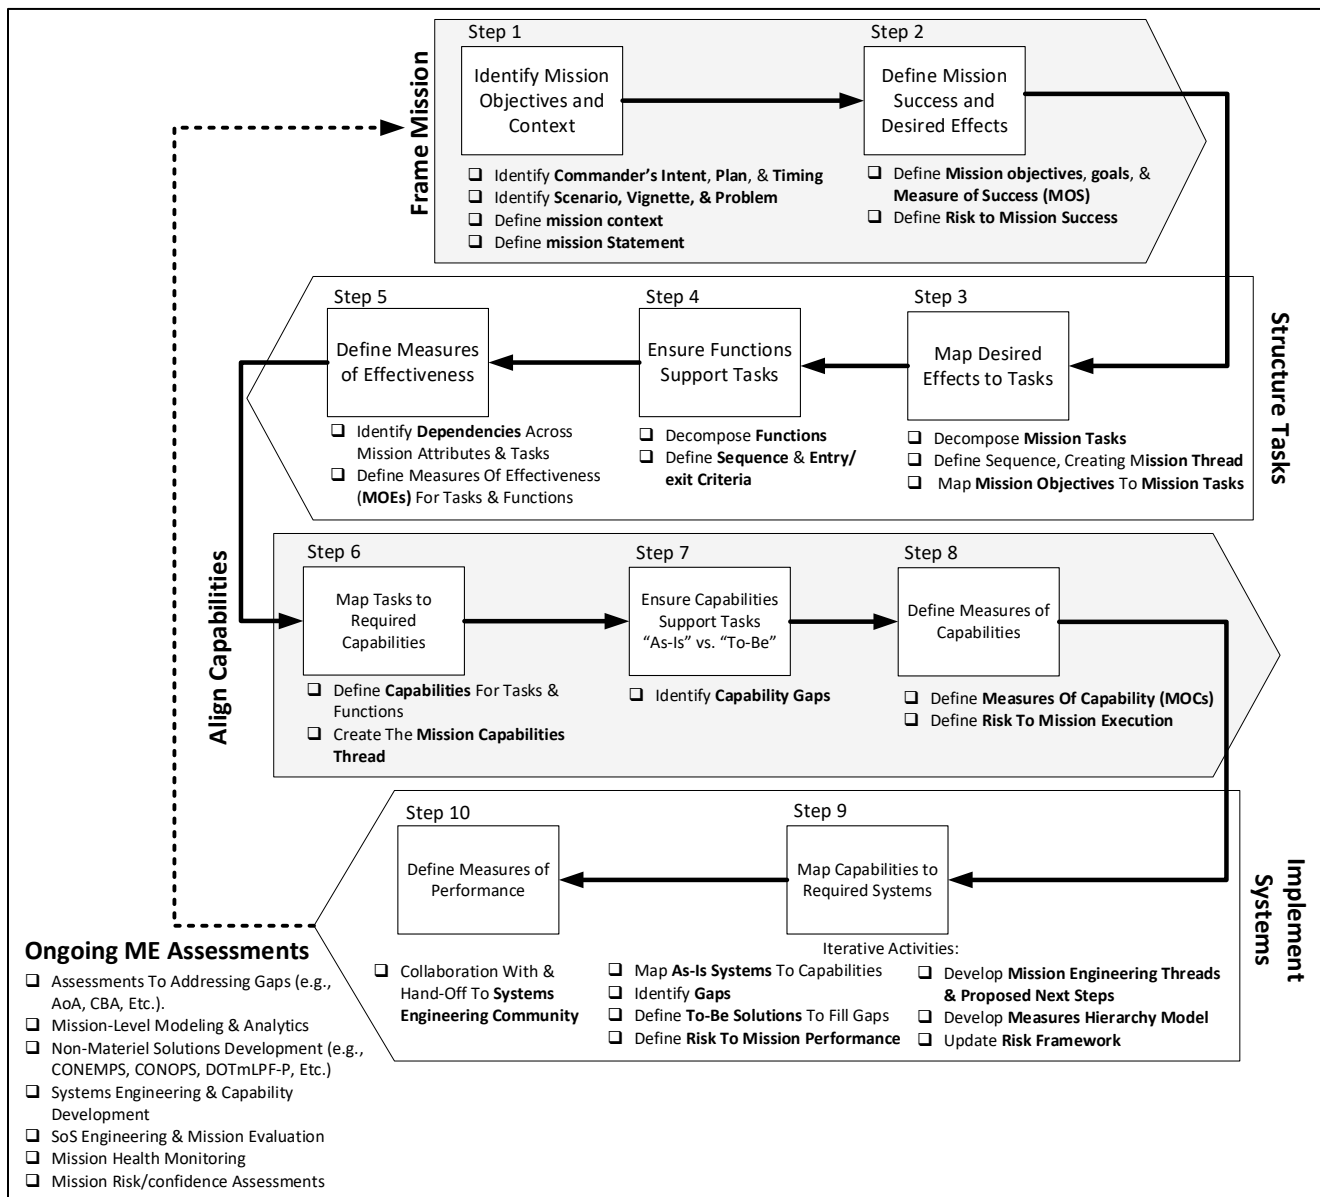 Frame Mission
Step 1
Identify Mission
Objectives and
Context
❑ Identify Commander's Intent, Plan, & Timing
❑ Identify Scenario, Vignette, & Problem
❑ Define mission context
❑ Define mission Statement
Step 2
Define Mission
Success and
Desired Effects
❑ Define Mission objectives, goals, &
Measure of Success (MOS)
❑ Define Risk to Mission Success
Structure Tasks
Step 3
Map Desired
Effects to Tasks
❑ Decompose Mission Tasks
❑ Define Sequence, Creating Mission Thread
❑ Map Mission Objectives To Mission Tasks
Step 4
Ensure Functions
Support Tasks
❑ Decompose Functions
❑ Define Sequence & Entry/
exit Criteria
Step 5
Define Measures
of Effectiveness
❑ Identify Dependencies Across
Mission Attributes & Tasks
❑ Define Measures Of Effectiveness
(MOEs) For Tasks & Functions
Align Capabilities
Step 6
Map Tasks to
Required
Capabilities
❑ Define Capabilities For Tasks &
Functions
❑ Create The Mission Capabilities
Thread
Step 7
Ensure Capabilities
Support Tasks
“As-Is” vs. “To-Be”
❑ Identify Capability Gaps
Step 8
Define Measures of
Capabilities
❑ Define Measures Of Capability (MOCs)
❑ Define Risk To Mission Execution
Implement
Systems
Step 9
Map Capabilities to
Required Systems
Iterative Activities:
❑ Map As-Is Systems To Capabilities
❑ Identify Gaps
❑ Define To-Be Solutions To Fill Gaps
❑ Define Risk To Mission Performance
❑ Develop Mission Engineering Threads
& Proposed Next Steps
❑ Develop Measures Hierarchy Model
❑ Update Risk Framework
Step 10
Define Measures of
Performance
❑ Collaboration With &
Hand-Off To Systems
Engineering Community
Ongoing ME Assessments
❑ Assessments To Addressing Gaps (e.g.,
AoA, CBA, Etc.).
❑ Mission-Level Modeling & Analytics
❑ Non-Materiel Solutions Development (e.g.,
CONEMPS, CONOPS, DOTmLPF-P, Etc.)
❑ Systems Engineering & Capability
Development
❑ SoS Engineering & Mission Evaluation
❑ Mission Health Monitoring
❑ Mission Risk/confidence Assessments